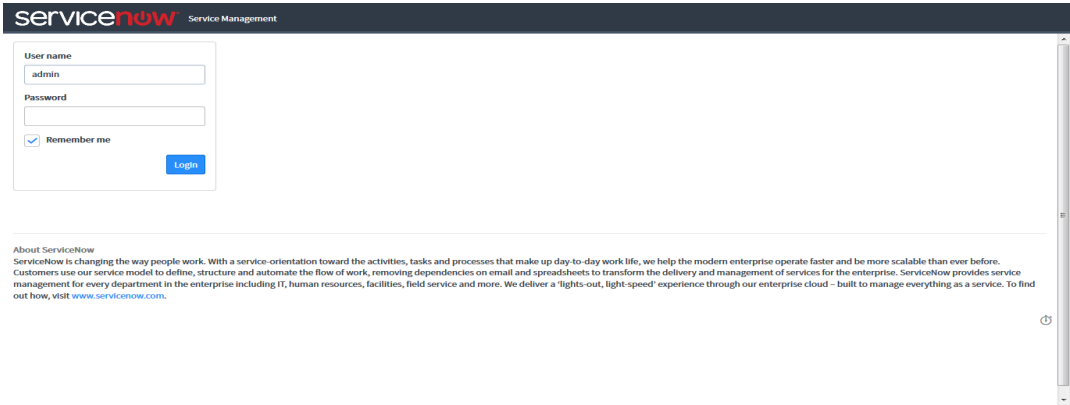 servicenow Service Management
User name
admin
Password
Remember me
Login
About ServiceNow
ServiceNow is changing the way people work. With a service-orientation toward the activities, tasks and processes that make up day-to-day work life, we help the modern enterprise operate faster and be more scalable than ever before.
Customers use our service model to define, structure and automate the flow of work, removing dependencies on email and spreadsheets to transform the delivery and management of services for the enterprise. ServiceNow provides service
management for every department in the enterprise including IT, human resources, facilities, field service and more. We deliver a 'lights-out, light-speed' experience through our enterprise cloud – built to manage everything as a service. To find
out how, visit www.servicenow.com.